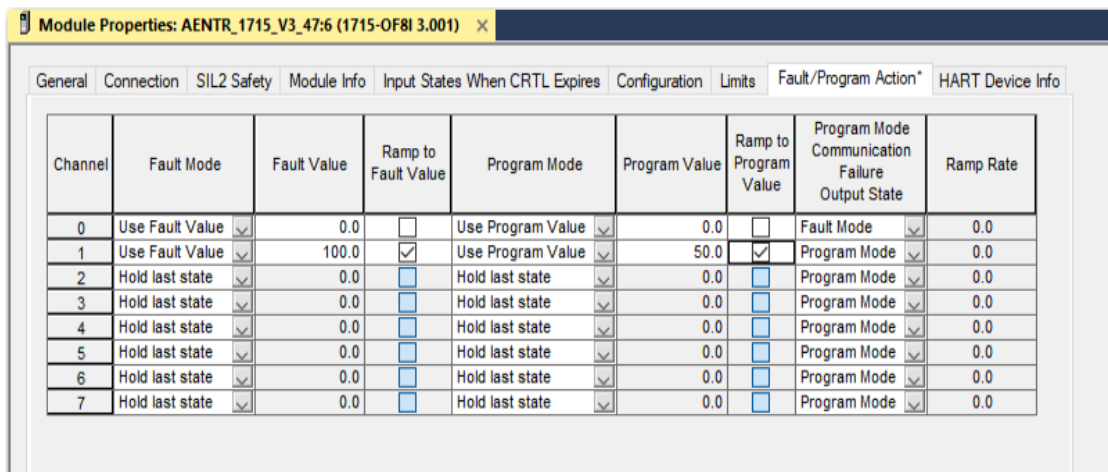 Module Properties: AENTR_1715_V3_47:6 (1715-OF8I 3.001) ×
General Connection SIL2 Safety Module Info Input States When CRTL Expires Configuration Limits Fault/Program Action* HART Device Info
Channel Fault Mode Fault Value Ramp to Fault Value Program Mode Program Value Ramp to Program Value Program Mode Communication Failure Output State Ramp Rate
0 Use Fault Value 0.0 Use Program Value 0.0 Fault Mode 0.0
1 Use Fault Value 100.0 Use Program Value 50.0 Program Mode 0.0
2 Hold last state 0.0 Hold last state 0.0 Program Mode 0.0
3 Hold last state 0.0 Hold last state 0.0 Program Mode 0.0
4 Hold last state 0.0 Hold last state 0.0 Program Mode 0.0
5 Hold last state 0.0 Hold last state 0.0 Program Mode 0.0
6 Hold last state 0.0 Hold last state 0.0 Program Mode 0.0
7 Hold last state 0.0 Hold last state 0.0 Program Mode 0.0